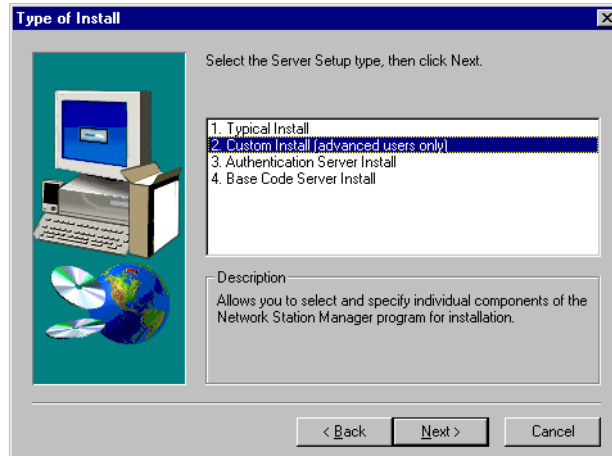 Type of Install
Select the Server Setup type, then click Next.
1. Typical Install
2. Custom Install (advanced users only)
3. Authentication Server Install
4. Base Code Server Install
Description
Allows you to select and specify individual components of the
Network Station Manager program for installation.
< Back
Next >
Cancel